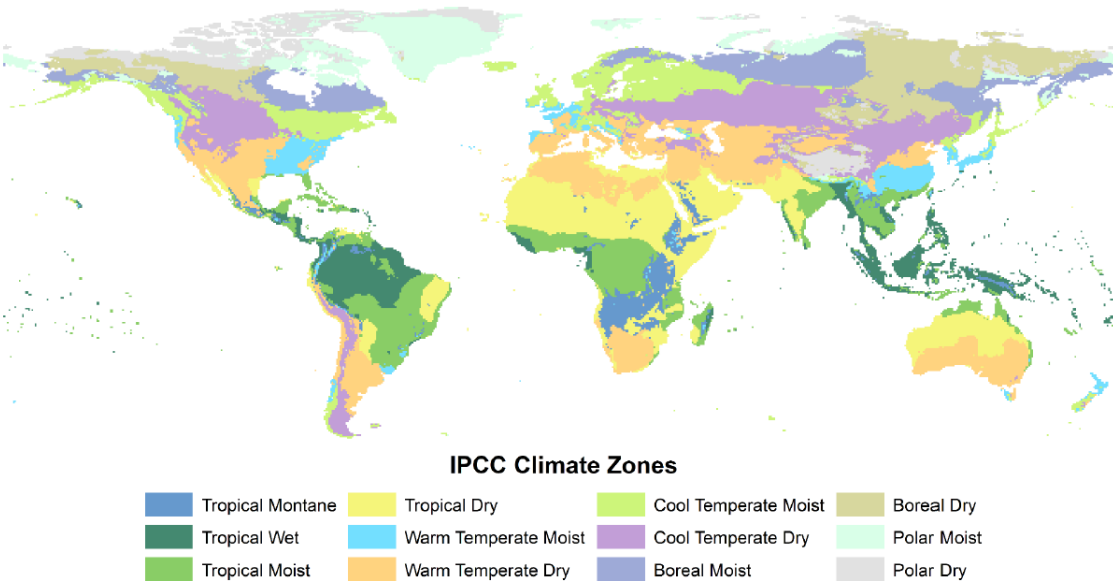 IPCC Climate Zones
Tropical Montane Tropical Dry Cool Temperate Moist Boreal Dry
Tropical Wet Warm Temperate Moist Cool Temperate Dry Polar Moist
Tropical Moist Warm Temperate Dry Boreal Moist Polar Dry